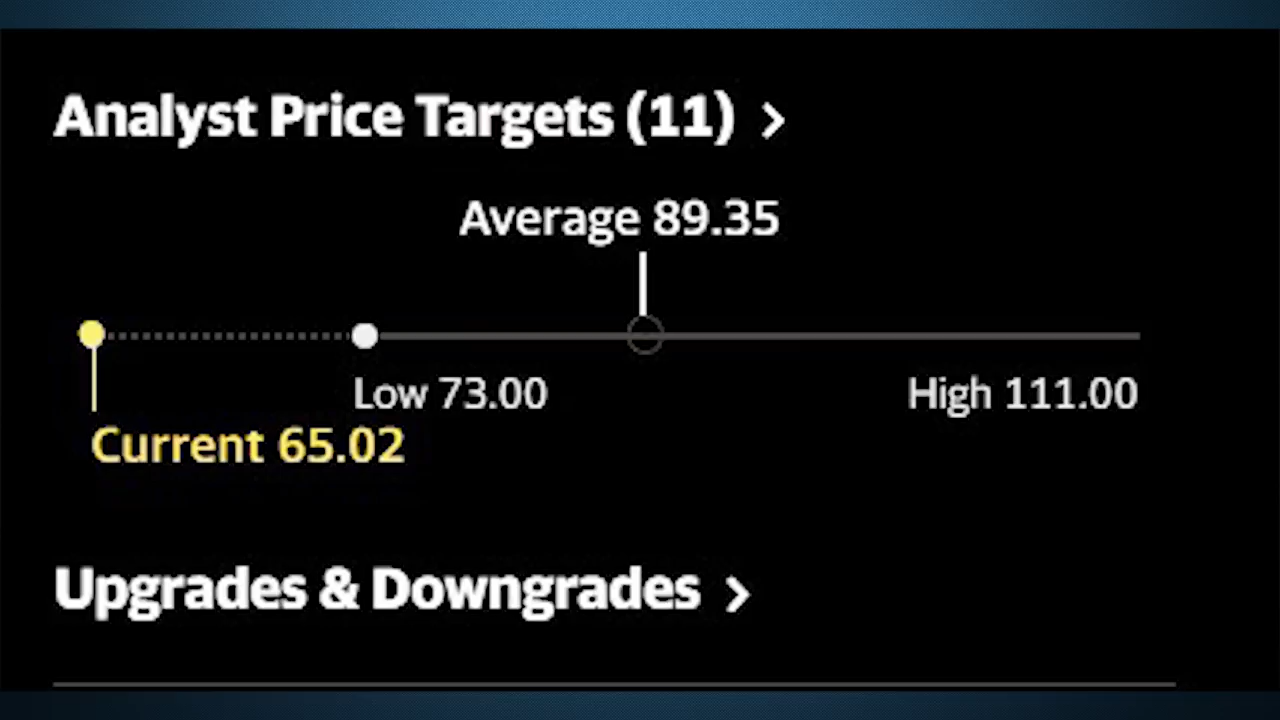 Analyst Price Targets (11) >
Average 89.35
Low 73.00 High 111.00
Current 65.02
Upgrades & Downgrades >